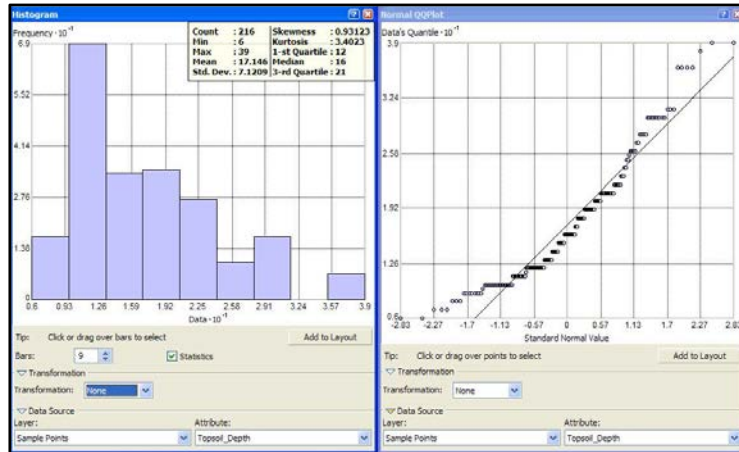 Histogram
Frequency · 10⁻¹
Count : 216 Skewness : 0.93123
Min : 6 Kurtosis : 3.4023
Max : 39 1-st Quartile : 12
Mean : 17.146 Median : 16
Std. Dev. : 7.1209 3-rd Quartile : 21
6.9
5.52
4.14
2.76
1.38
0
0.6 0.93 1.26 1.59 1.92 2.25 2.58 2.91 3.24 3.57 3.9
Data · 10⁻¹
Tip: Click or drag over bars to select Add to Layout
Bars: 9 Statistics
Transformation
Transformation: None
Data Source
Layer: Attribute:
Sample Points Topsoil_Depth
Normal QQPlot
Data's Quantile · 10⁻¹
3.9
3.24
2.58
1.92
1.26
0.6
-2.83 -2.27 -1.7 -1.13 -0.57 0 0.57 1.13 1.7 2.27 2.83
Standard Normal Value
Tip: Click or drag over points to select Add to Layout
Transformation
Transformation: None
Data Source
Layer: Attribute:
Sample Points Topsoil_Depth